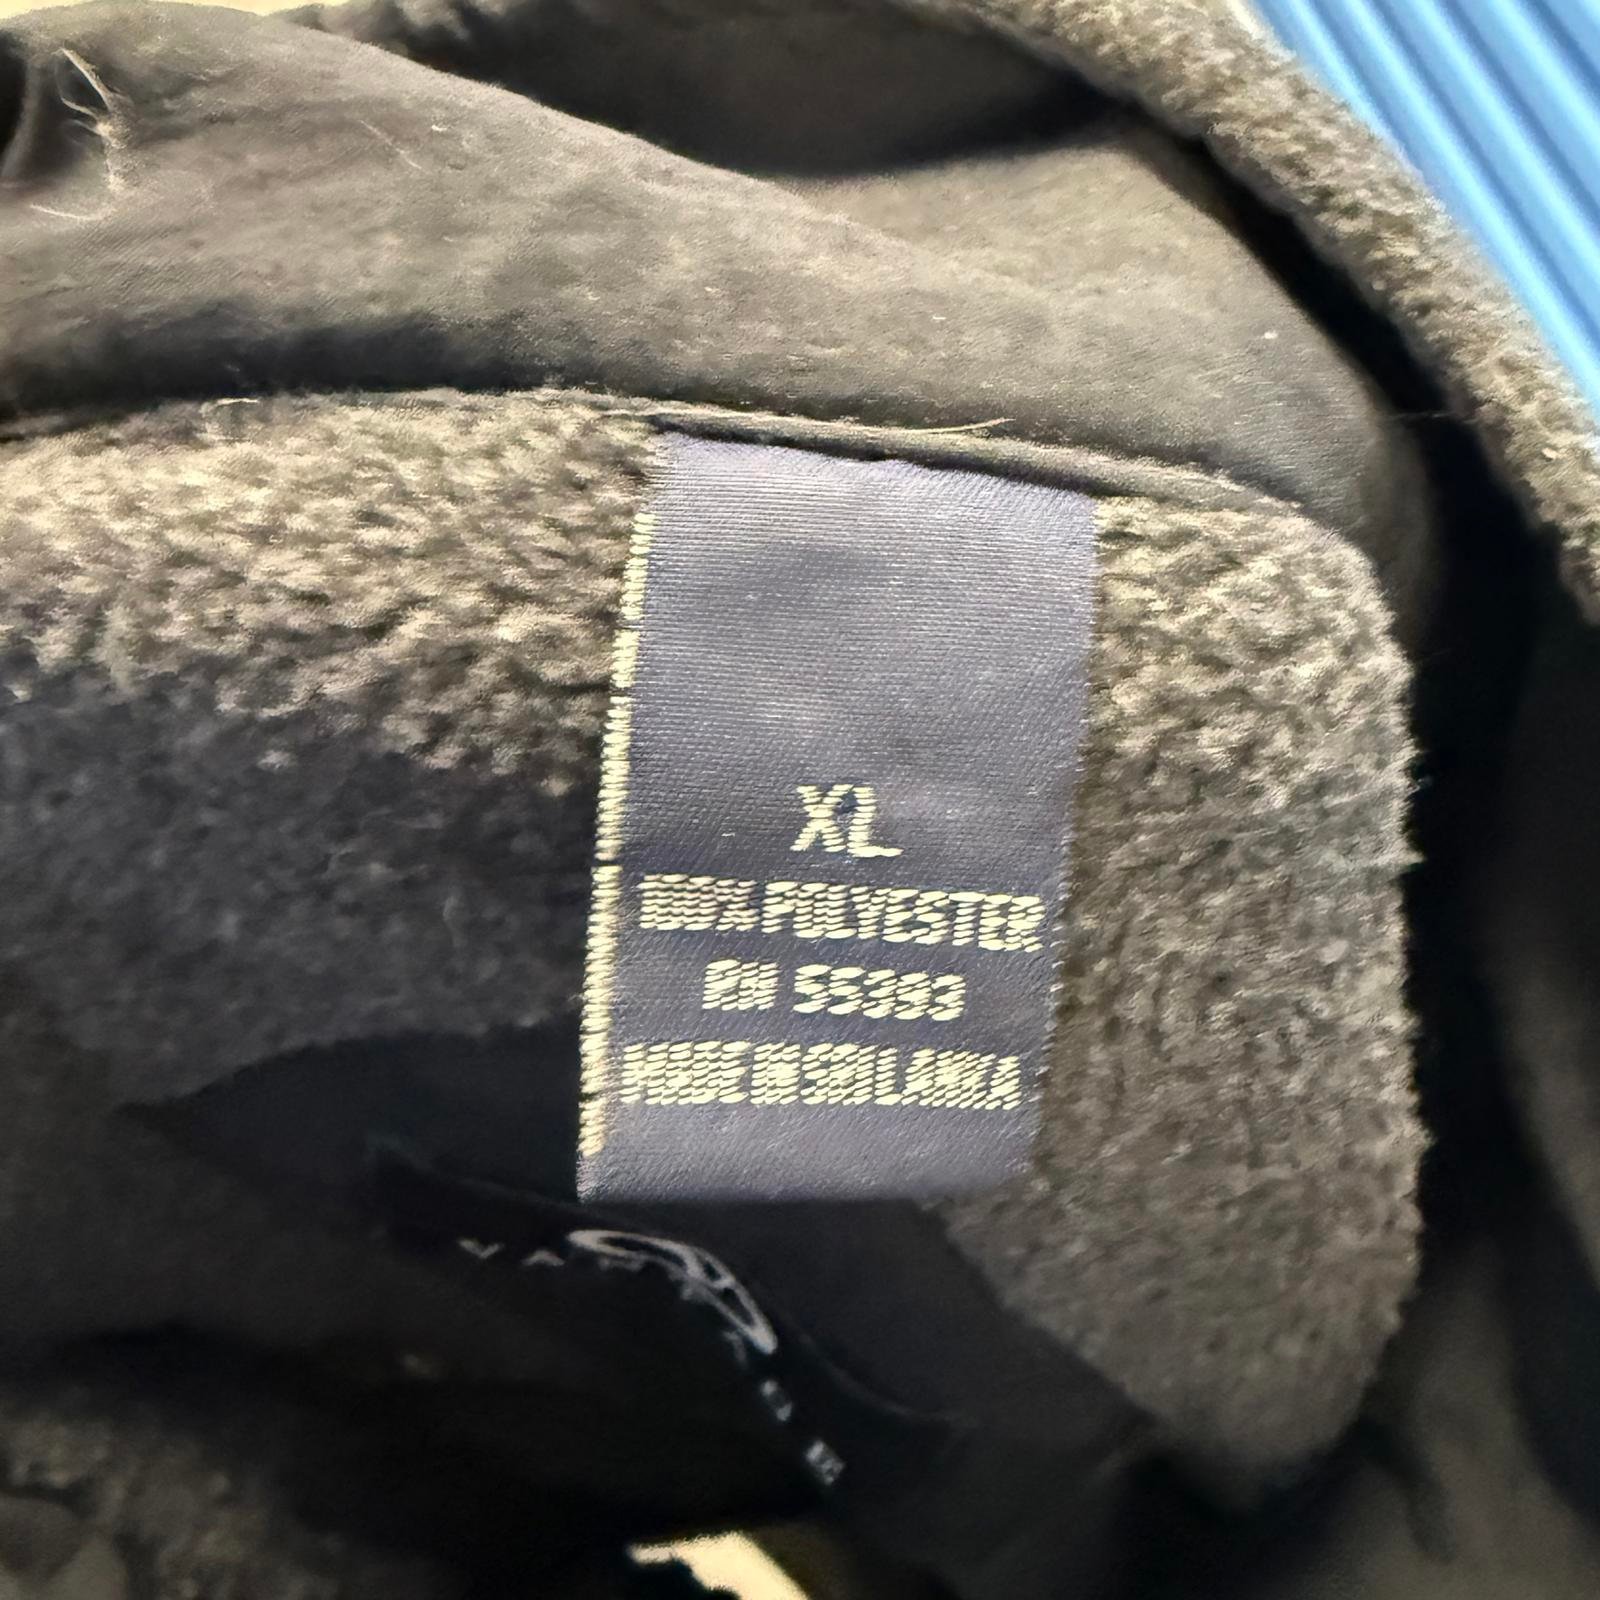 XL
100% POLYESTER
RN 55393
MADE IN SRI LANKA